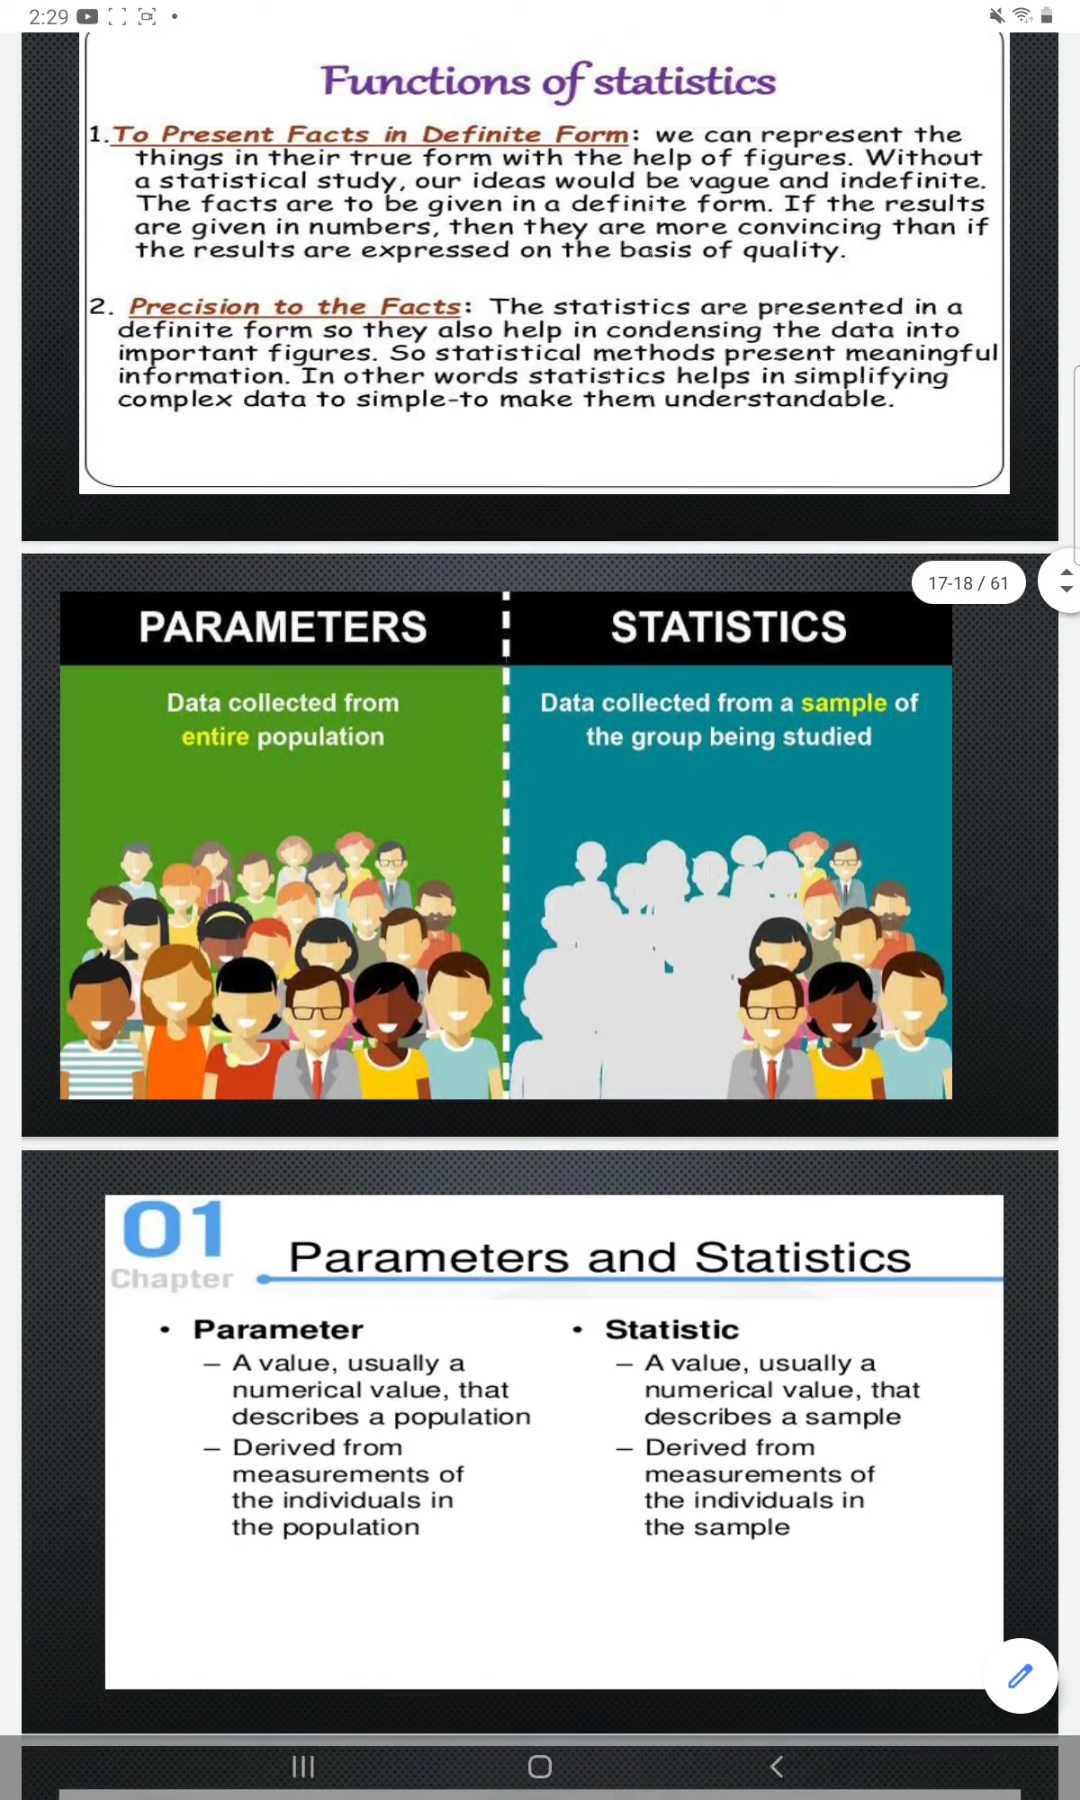 2:29
Functions of statistics
1. To Present Facts in Definite Form: we can represent the
things in their true form with the help of figures. Without
a statistical study, our ideas would be vague and indefinite.
The facts are to be given in a definite form. If the results
are given in numbers, then they are more convincing than if
the results are expressed on the basis of quality.
2. Precision to the Facts: The statistics are presented in a
definite form so they also help in condensing the data into
important figures. So statistical methods present meaningful
information. In other words statistics helps in simplifying
complex data to simple-to make them understandable.
17-18 / 61
PARAMETERS
Data collected from
entire population
STATISTICS
Data collected from a sample of
the group being studied
01
Chapter
Parameters and Statistics
• Parameter
– A value, usually a
numerical value, that
describes a population
– Derived from
measurements of
the individuals in
the population
• Statistic
– A value, usually a
numerical value, that
describes a sample
– Derived from
measurements of
the individuals in
the sample